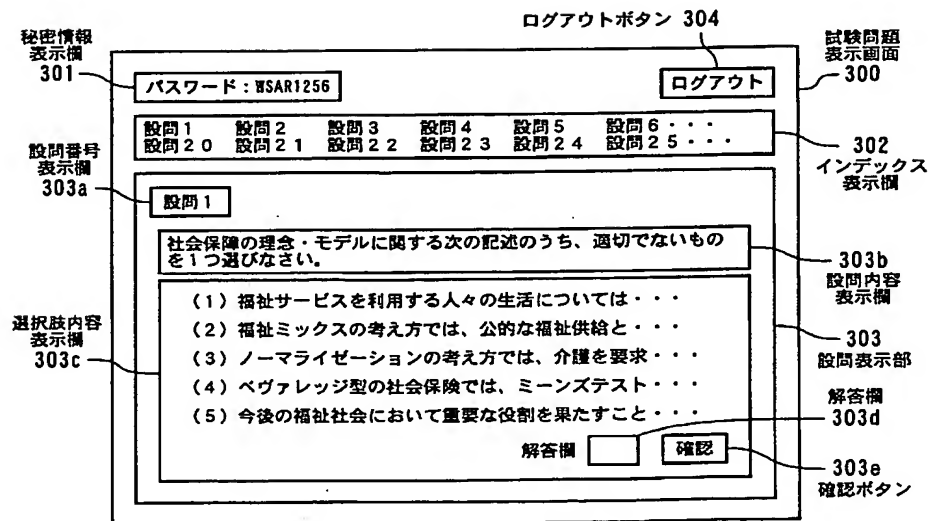 ログアウトボタン 304
秘密情報
表示欄
301
試験問題
表示画面
300
パスワード：WSAR1256
ログアウト
設問1 設問2 設問3 設問4 設問5 設問6・・・
設問20 設問21 設問22 設問23 設問24 設問25・・・
302
インデックス
表示欄
設問番号
表示欄
303a
設問1
社会保障の理念・モデルに関する次の記述のうち、適切でないもの
を1つ選びなさい。
303b
設問内容
表示欄
選択肢内容
表示欄
303c
（1）福祉サービスを利用する人々の生活については・・・
（2）福祉ミックスの考え方では、公的な福祉供給と・・・
（3）ノーマライゼーションの考え方では、介護を要求・・・
（4）ベヴァレッジ型の社会保険では、ミーンズテスト・・・
（5）今後の福祉社会において重要な役割を果たすこと・・・
303
設問表示部
解答欄
303d
解答欄
確認
303e
確認ボタン